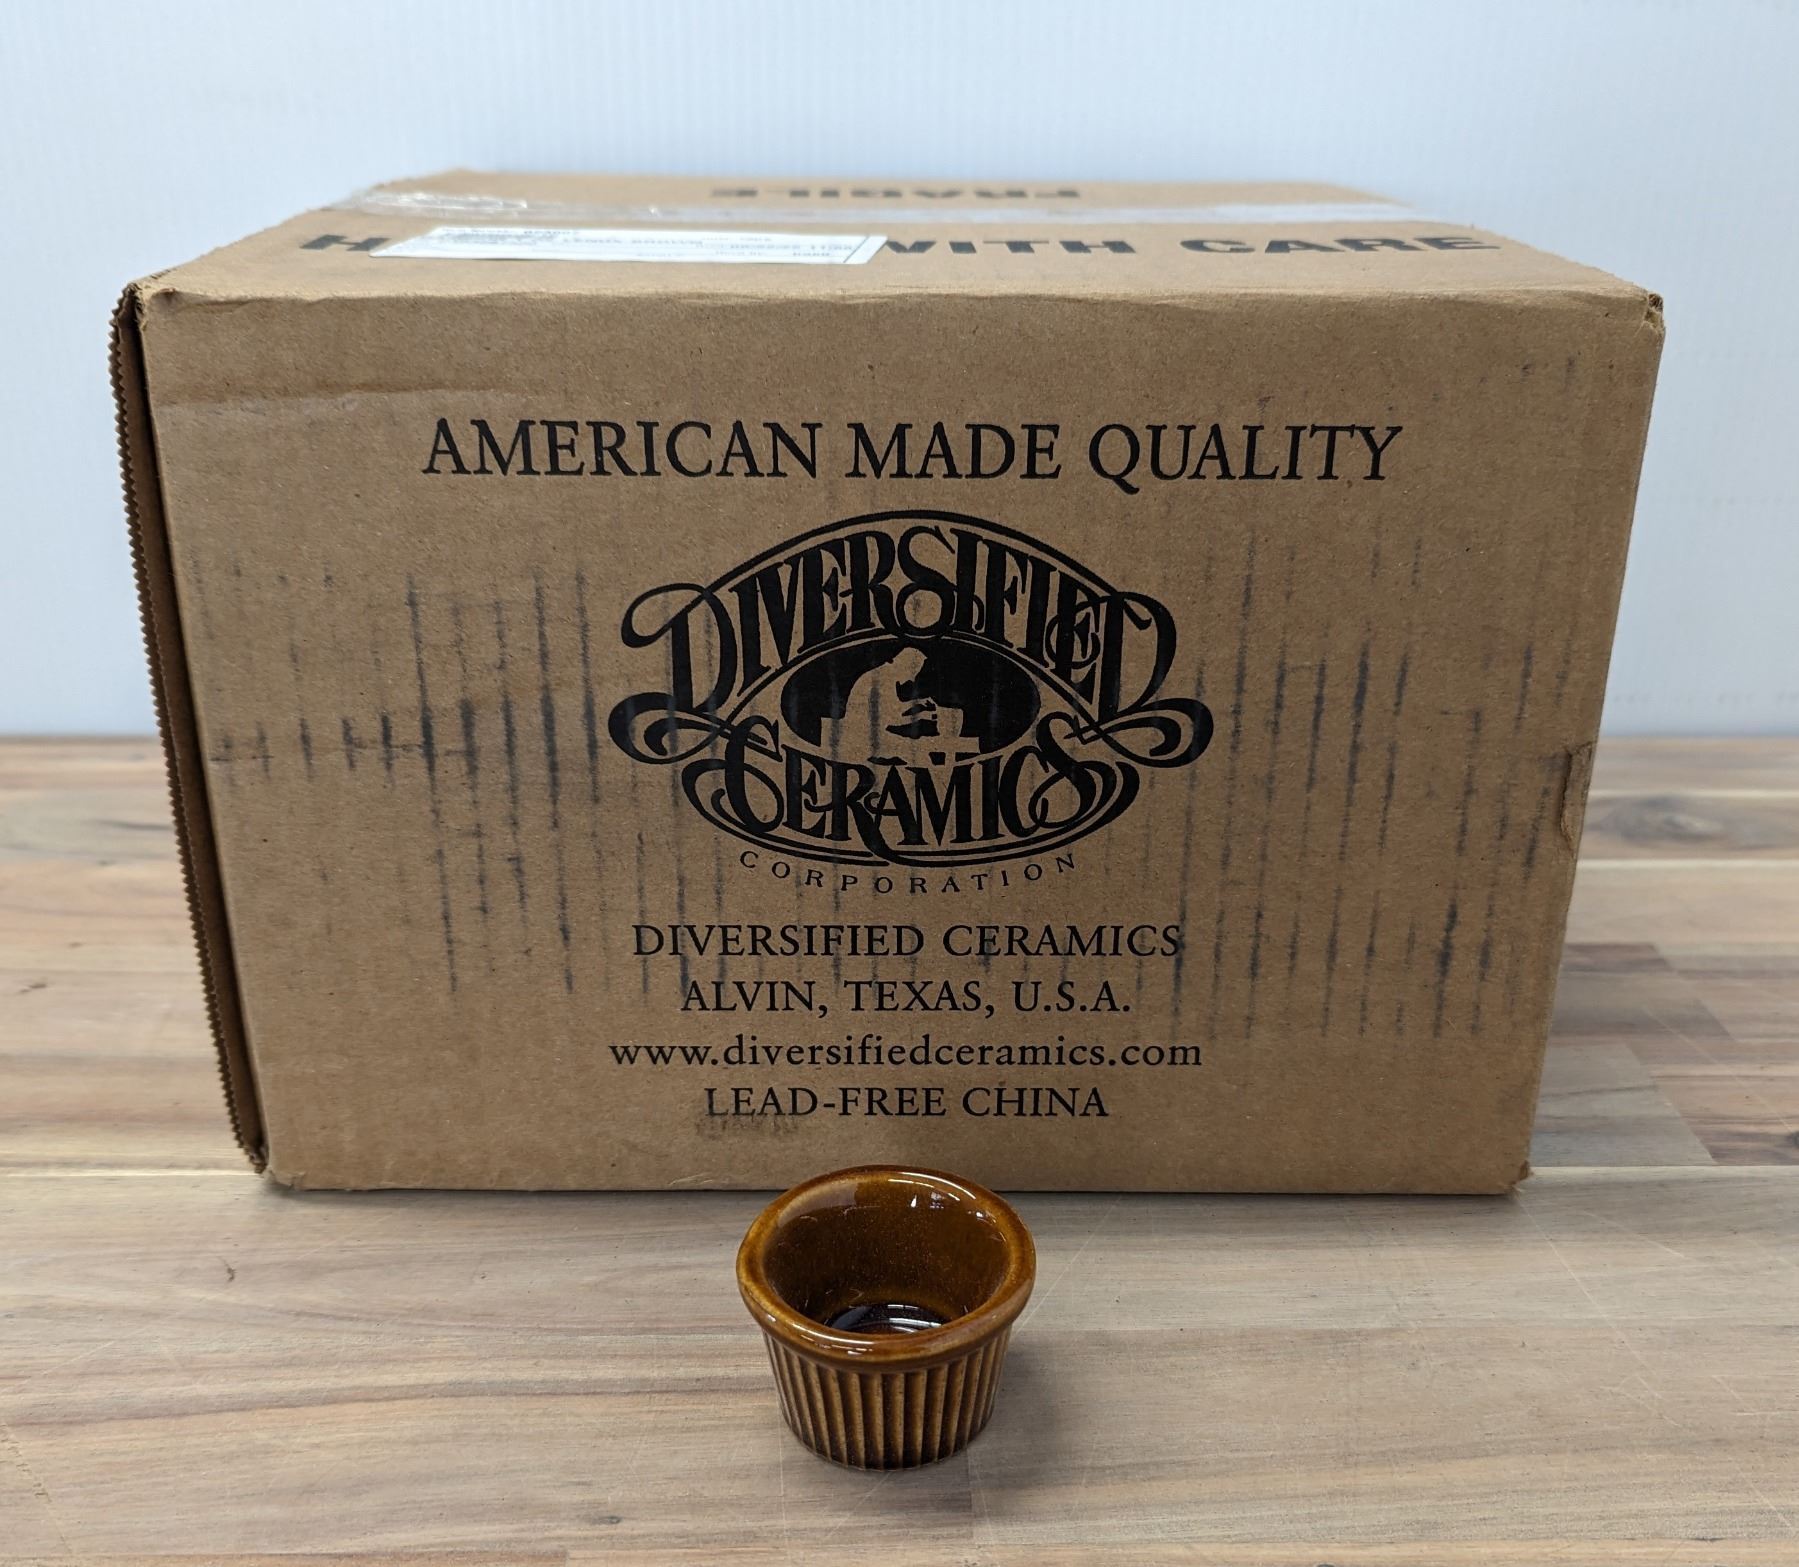 FRAGILE
WITH CARE
AMERICAN MADE QUALITY
DIVERSIFIED
CERAMICS
CORPORATION
DIVERSIFIED CERAMICS
ALVIN, TEXAS, U.S.A.
www.diversifiedceramics.com
LEAD-FREE CHINA